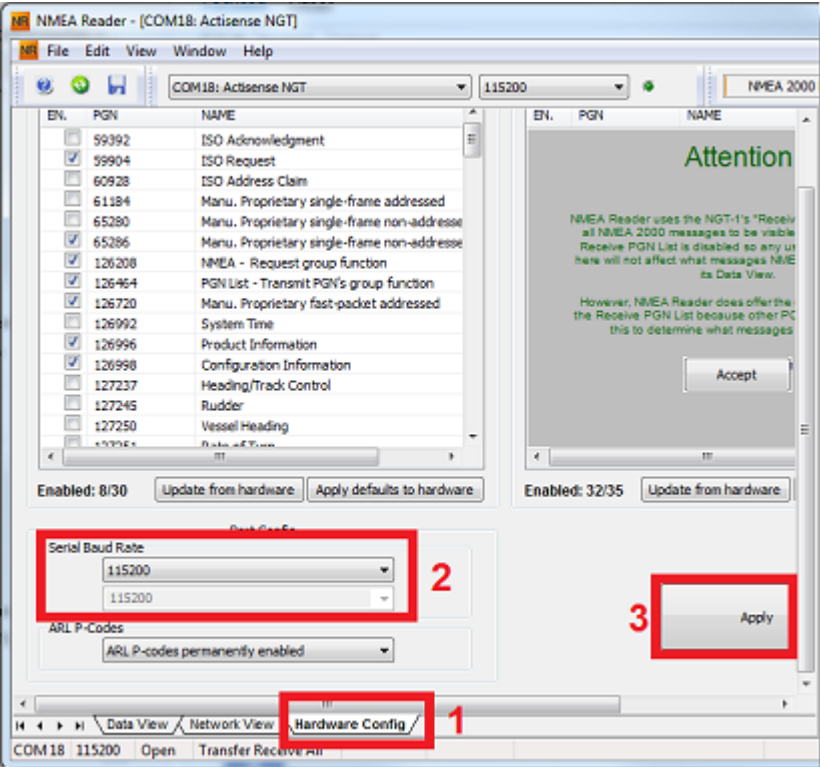 NMEA Reader - [COM18: Actisense NGT]
File Edit View Window Help
COM18: Actisense NGT 115200 NMEA 2000
EN. PGN NAME
59392 ISO Acknowledgment
59904 ISO Request
60928 ISO Address Claim
61184 Manu. Proprietary single-frame addressed
65280 Manu. Proprietary single-frame non-addresse
65286 Manu. Proprietary single-frame non-addresse
126208 NMEA - Request group function
126464 PGN List - Transmit PGN's group function
126720 Manu. Proprietary fast-packet addressed
126992 System Time
126996 Product Information
126998 Configuration Information
127237 Heading/Track Control
127245 Rudder
127250 Vessel Heading
127251 Rate of Turn
Enabled: 8/30 Update from hardware Apply defaults to hardware
EN. PGN NAME
Attention
NMEA Reader uses the NGT-1's "Receiv
all NMEA 2000 messages to be visible
Receive PGN List is disabled so any u
here will not affect what messages NME
its Data View.
However, NMEA Reader does offer the
the Receive PGN List because other PC
this to determine what messages
Accept
Enabled: 32/35 Update from hardware
Port Config
Serial Baud Rate
115200
115200
2
ARL P-Codes
ARL P-codes permanently enabled
3 Apply
Data View Network View Hardware Config 1
COM 18 115200 Open Transfer Receive All